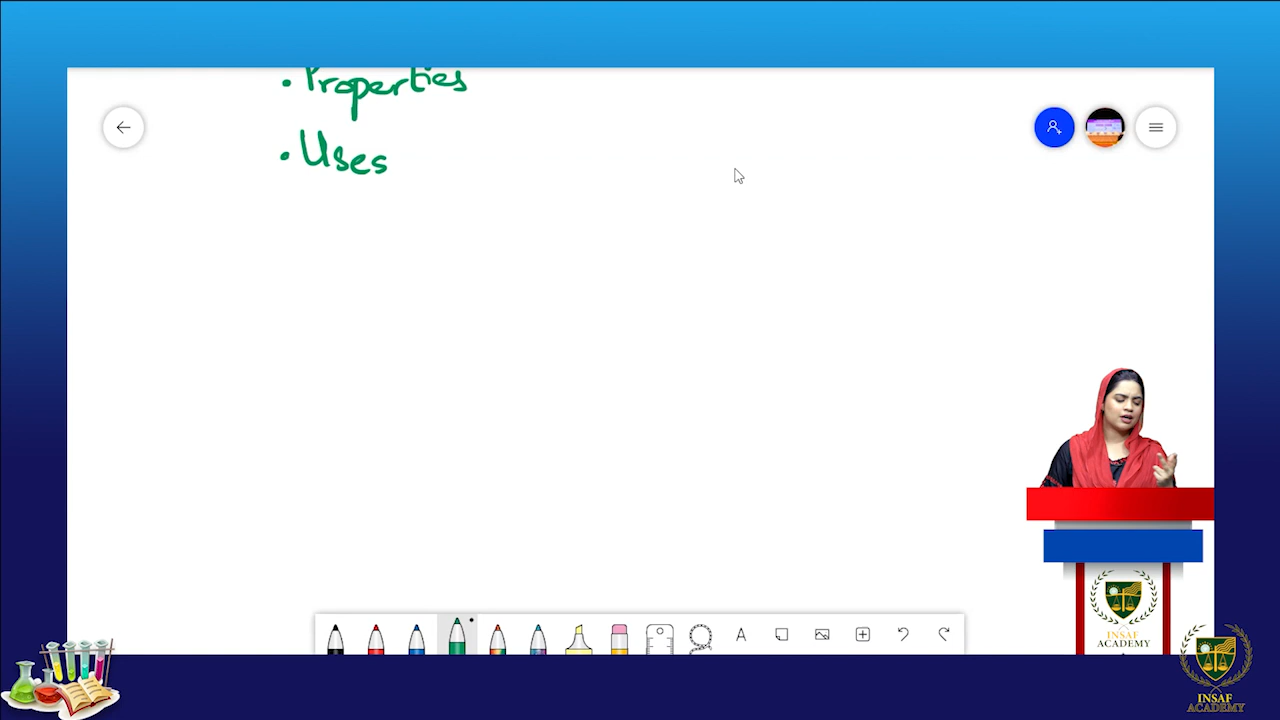 • Properties
• Uses
A
INSAF
ACADEMY
INSAF
ACADEMY